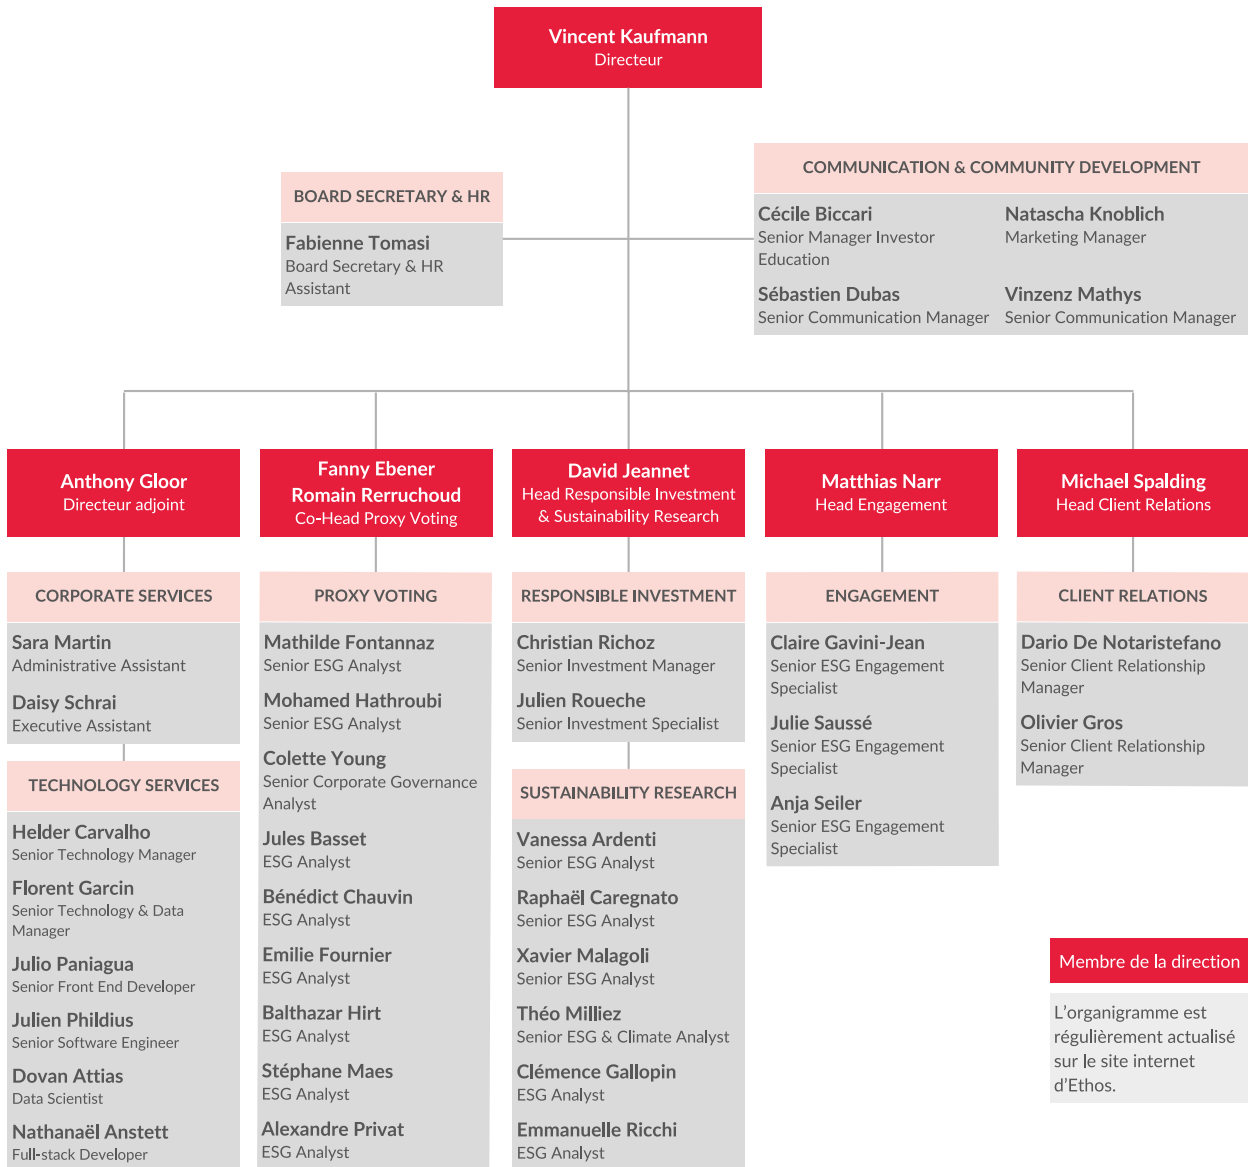 Vincent Kaufmann
Directeur
BOARD SECRETARY & HR
Fabienne Tomasi
Board Secretary & HR
Assistant
COMMUNICATION & COMMUNITY DEVELOPMENT
Cécile Biccari
Senior Manager Investor
Education
Natascha Knoblich
Marketing Manager
Sébastien Dubas
Senior Communication Manager
Vinzenz Mathys
Senior Communication Manager
Anthony Gloor
Directeur adjoint
CORPORATE SERVICES
Sara Martin
Administrative Assistant
Daisy Schrai
Executive Assistant
TECHNOLOGY SERVICES
Helder Carvalho
Senior Technology Manager
Florent Garcin
Senior Technology & Data
Manager
Julio Paniagua
Senior Front End Developer
Julien Phildius
Senior Software Engineer
Dovan Attias
Data Scientist
Nathanaël Anstett
Full-stack Developer
Fanny Ebener
Romain Rerruchoud
Co-Head Proxy Voting
PROXY VOTING
Mathilde Fontannaz
Senior ESG Analyst
Mohamed Hathroubi
Senior ESG Analyst
Colette Young
Senior Corporate Governance
Analyst
Jules Basset
ESG Analyst
Bénédict Chauvin
ESG Analyst
Emilie Fournier
ESG Analyst
Balthazar Hirt
ESG Analyst
Stéphane Maes
ESG Analyst
Alexandre Privat
ESG Analyst
David Jeannet
Head Responsible Investment
& Sustainability Research
RESPONSIBLE INVESTMENT
Christian Richoz
Senior Investment Manager
Julien Roueche
Senior Investment Specialist
SUSTAINABILITY RESEARCH
Vanessa Ardenti
Senior ESG Analyst
Raphaël Caregnato
Senior ESG Analyst
Xavier Malagoli
Senior ESG Analyst
Théo Milliez
Senior ESG & Climate Analyst
Clémence Gallopin
ESG Analyst
Emmanuelle Ricchi
ESG Analyst
Matthias Narr
Head Engagement
ENGAGEMENT
Claire Gavini-Jean
Senior ESG Engagement
Specialist
Julie Saussé
Senior ESG Engagement
Specialist
Anja Seiler
Senior ESG Engagement
Specialist
Michael Spalding
Head Client Relations
CLIENT RELATIONS
Dario De Notaristefano
Senior Client Relationship
Manager
Olivier Gros
Senior Client Relationship
Manager
Membre de la direction
L'organigramme est
régulièrement actualisé
sur le site internet
d'Ethos.